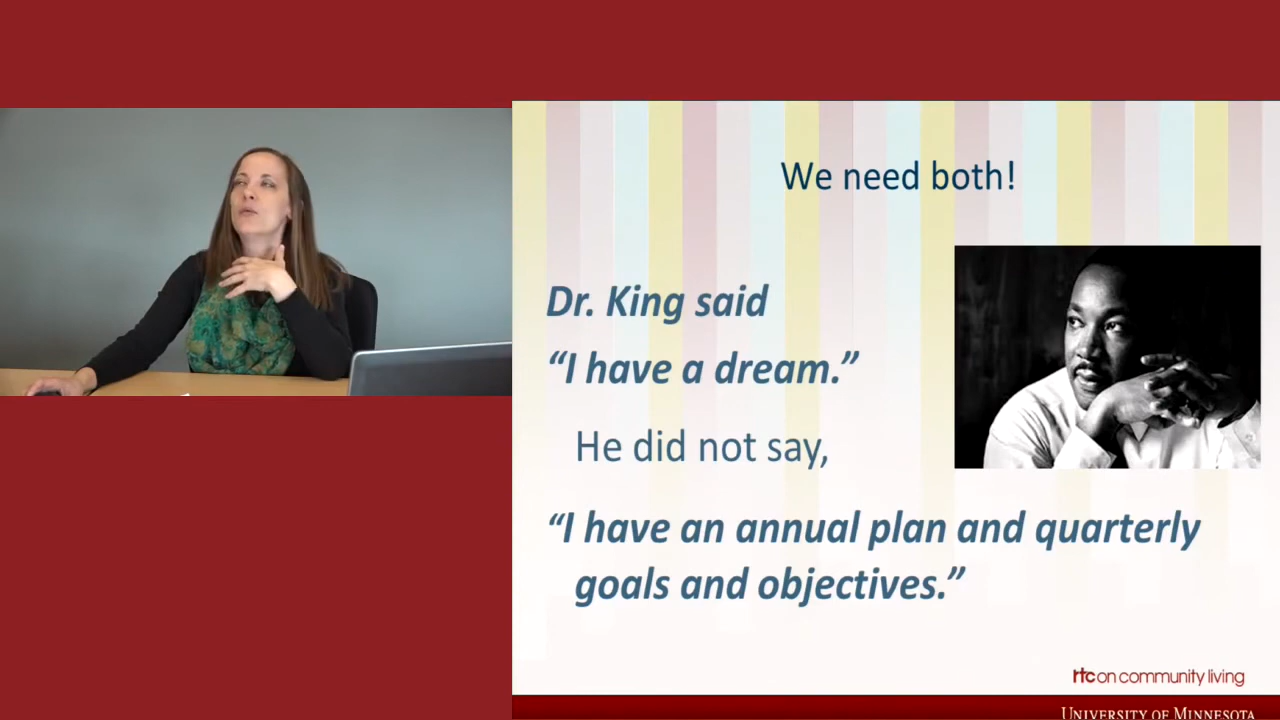 We need both!
Dr. King said
“I have a dream.”
He did not say,
“I have an annual plan and quarterly
goals and objectives.”
rtc on community living
UNIVERSITY OF MINNESOTA